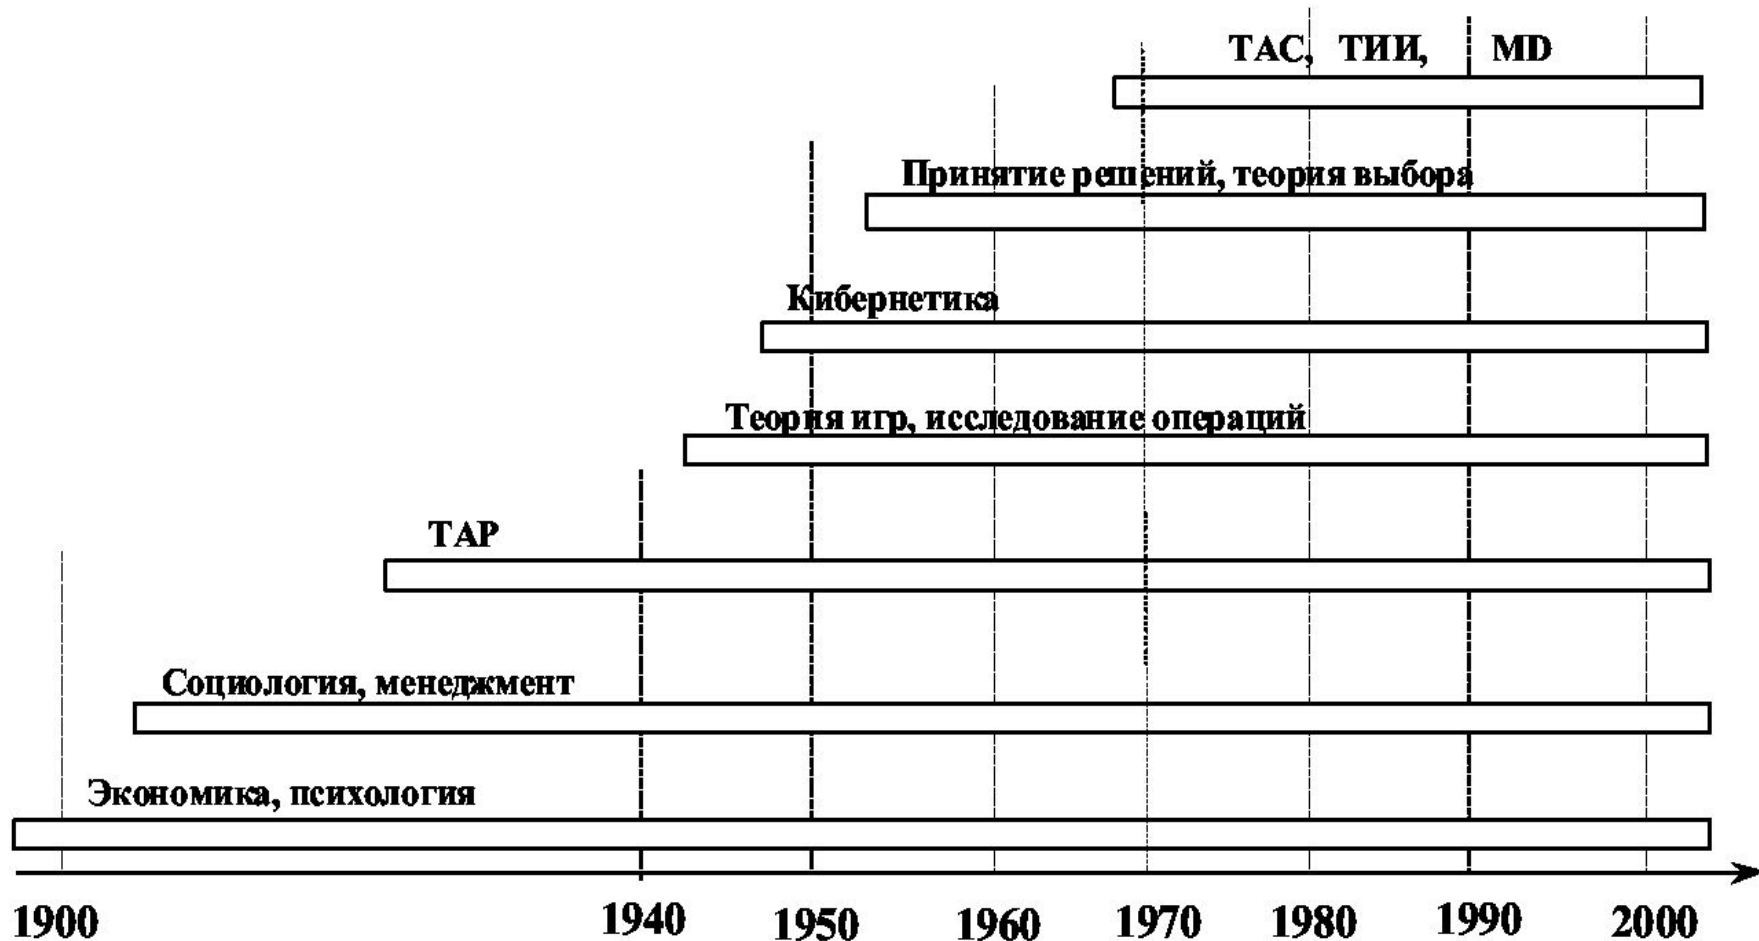 ТАС, ТИИ, MD
Принятие решений, теория выбора
Кибернетика
Теория игр, исследование операций
ТАР
Социология, менеджмент
Экономика, психология
1900 1940 1950 1960 1970 1980 1990 2000